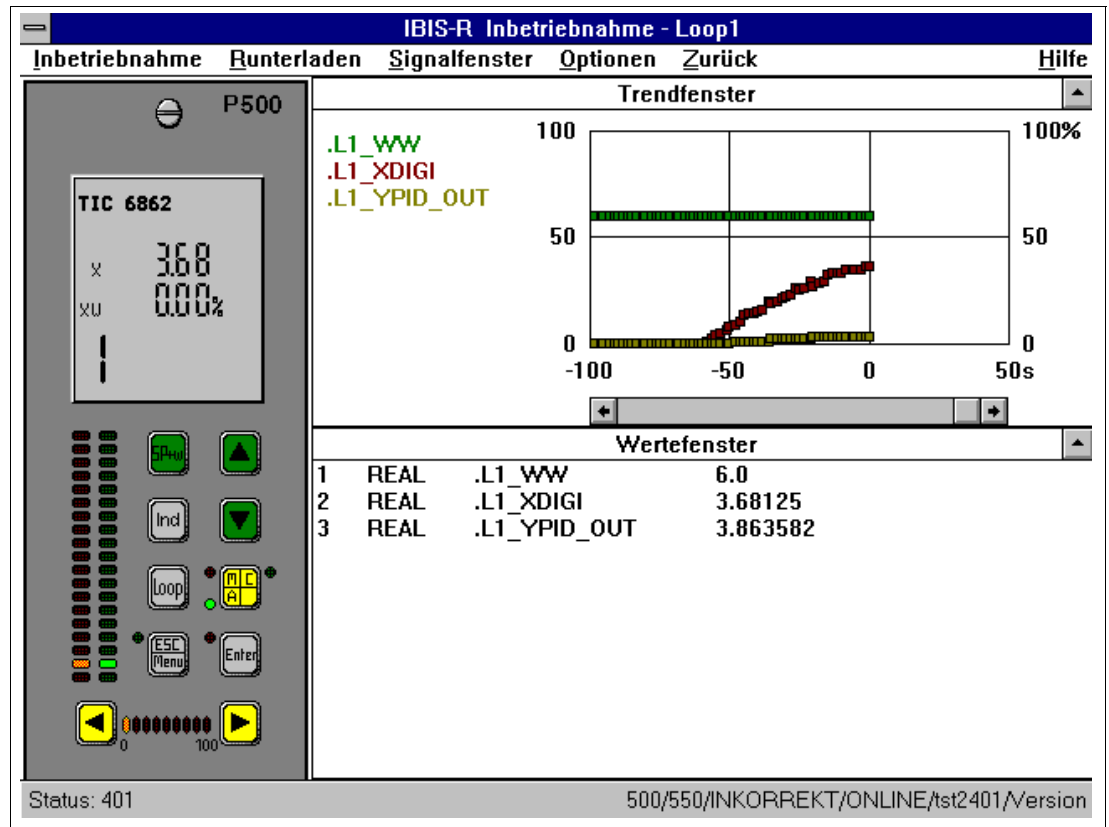 IBIS-R Inbetriebnahme - Loop1
Inbetriebnahme Runterladen Signalfenster Optionen Zurück Hilfe
P500
TIC 6862
X 3.68
XW 0.00%
SP+w
Ind
Loop
M C
A
ESC
Menu
Enter
0 100
Trendfenster
.L1_WW
.L1_XDIGI
.L1_YPID_OUT
100 100%
50 50
0 0
-100 -50 0 50s
Wertefenster
1 REAL .L1_WW 6.0
2 REAL .L1_XDIGI 3.68125
3 REAL .L1_YPID_OUT 3.863582
Status: 401 500/550/INKORREKT/ONLINE/tst2401/Version